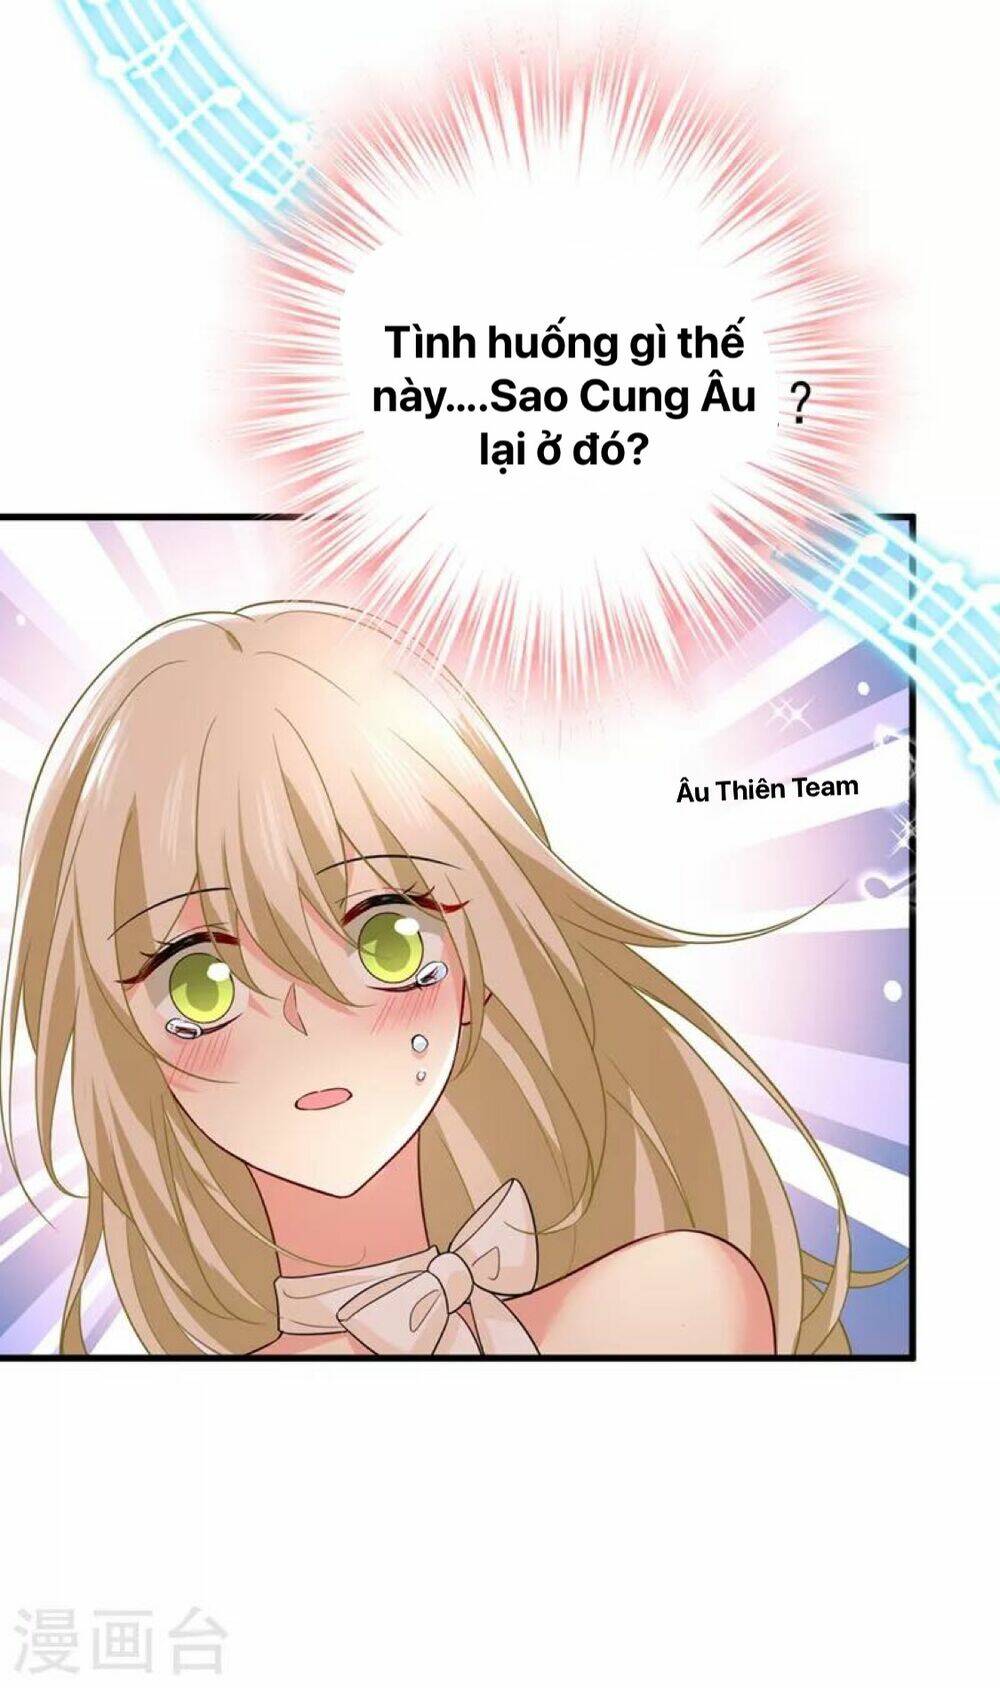 Tình huống gì thế
này....Sao Cung Âu ?
lại ở đó?
Âu Thiên Team
漫画台